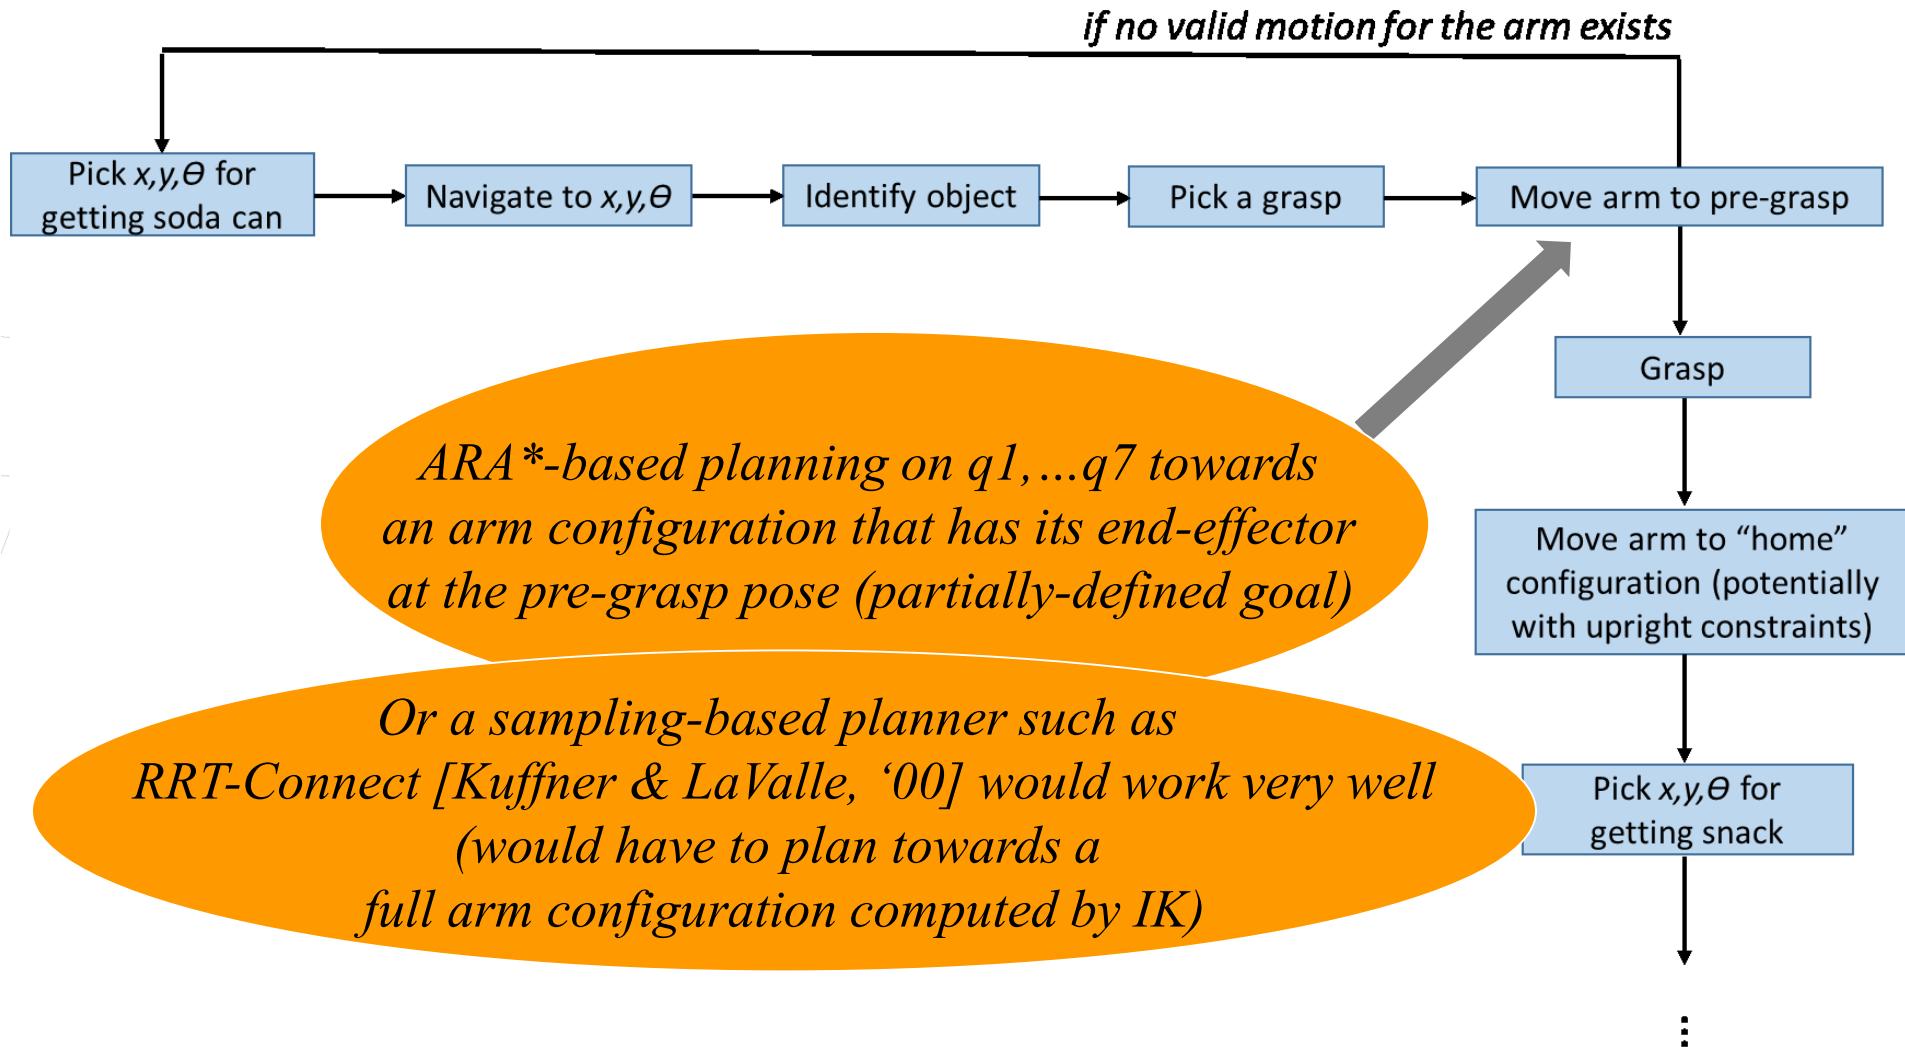 if no valid motion for the arm exists
Pick x,y,Ɵ for
getting soda can
Navigate to x,y,Ɵ
Identify object
Pick a grasp
Move arm to pre-grasp
Grasp
ARA*-based planning on q1,...q7 towards
an arm configuration that has its end-effector
at the pre-grasp pose (partially-defined goal)
Move arm to “home”
configuration (potentially
with upright constraints)
Or a sampling-based planner such as
RRT-Connect [Kuffner & LaValle, ‘00] would work very well
(would have to plan towards a
full arm configuration computed by IK)
Pick x,y,Ɵ for
getting snack